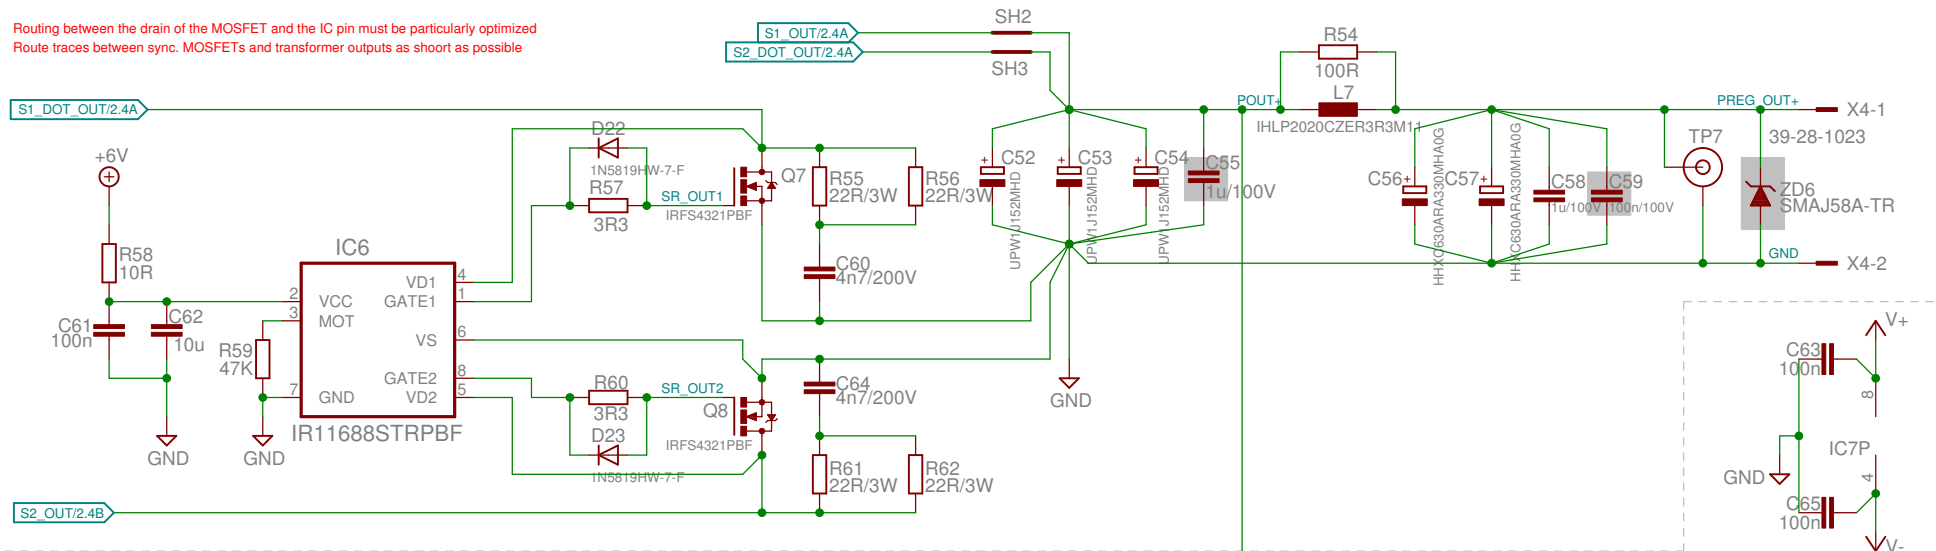 Routing between the drain of the MOSFET and the IC pin must be particularly optimized
Route traces between sync. MOSFETs and transformer outputs as shoort as possible
S1_OUT/2.4A
S2_DOT_OUT/2.4A
SH2
SH3
R54
100R
L7
IHLP2020CZER3R3M11
POUT+
PREG_OUT+
X4-1
39-28-1023
TP7
ZD6
SMAJ58A-TR
GND
X4-2
S1_DOT_OUT/2.4A
+6V
D22
1N5819HW-7-F
R57
3R3
SR_OUT1
Q7
IRFS4321PBF
R55
22R/3W
R56
22R/3W
C60
4n7/200V
C52
UPW1J152MHD
C53
UPW1J152MHD
C54
UPW1J152MHD
C55
1u/100V
C56
HHXC630ARA330MHA0G
C57
HHXC630ARA330MHA0G
C58
1u/100V
C59
100n/100V
R58
10R
C61
100n
C62
10u
R59
47K
GND
GND
IC6
2
VCC
3
MOT
7
GND
VD1
4
GATE1
1
VS
6
GATE2
8
VD2
5
IR11688STRPBF
R60
3R3
D23
1N5819HW-7-F
SR_OUT2
Q8
IRFS4321PBF
C64
4n7/200V
R61
22R/3W
R62
22R/3W
GND
S2_OUT/2.4B
V+
C63
100n
8
IC7P
GND
4
C65
100n
V-